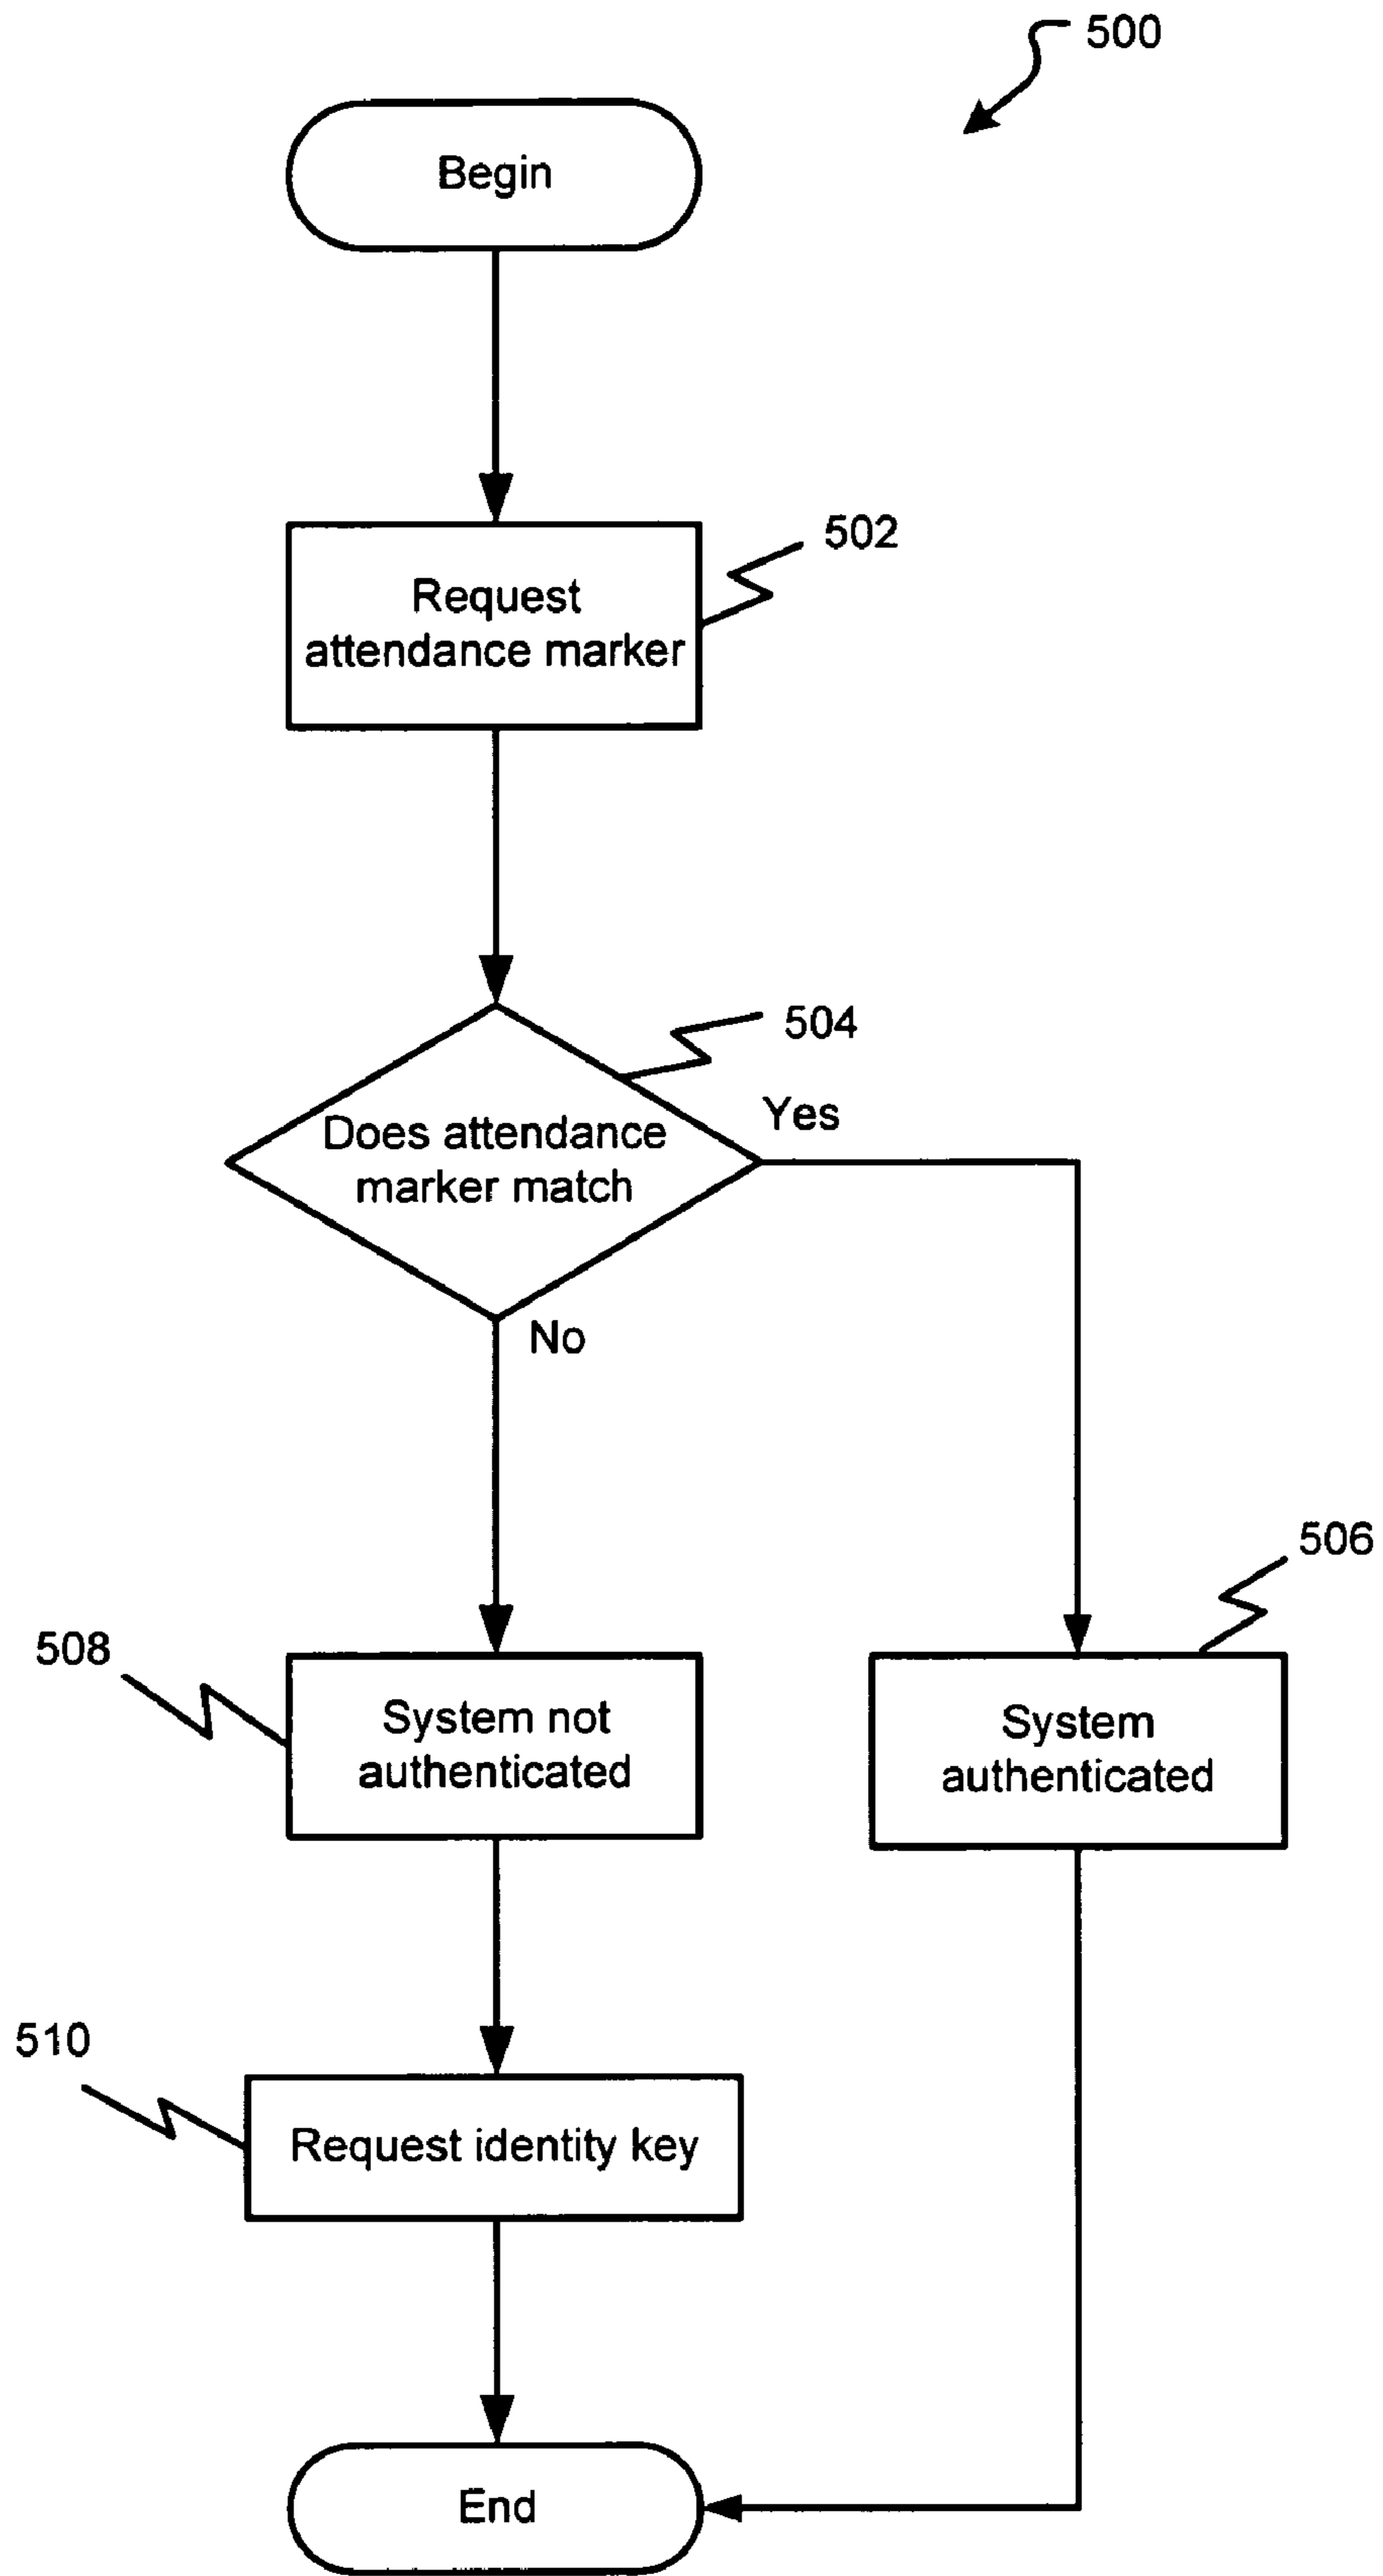 500
Begin
502
Request
attendance marker
504
Does attendance
marker match
Yes
No
508
System not
authenticated
506
System
authenticated
510
Request identity key
End